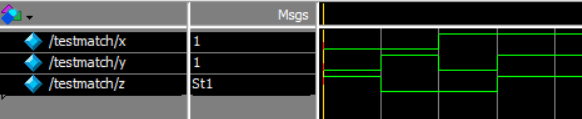 Msgs
/testmatch/x 1
/testmatch/y 1
/testmatch/z St1